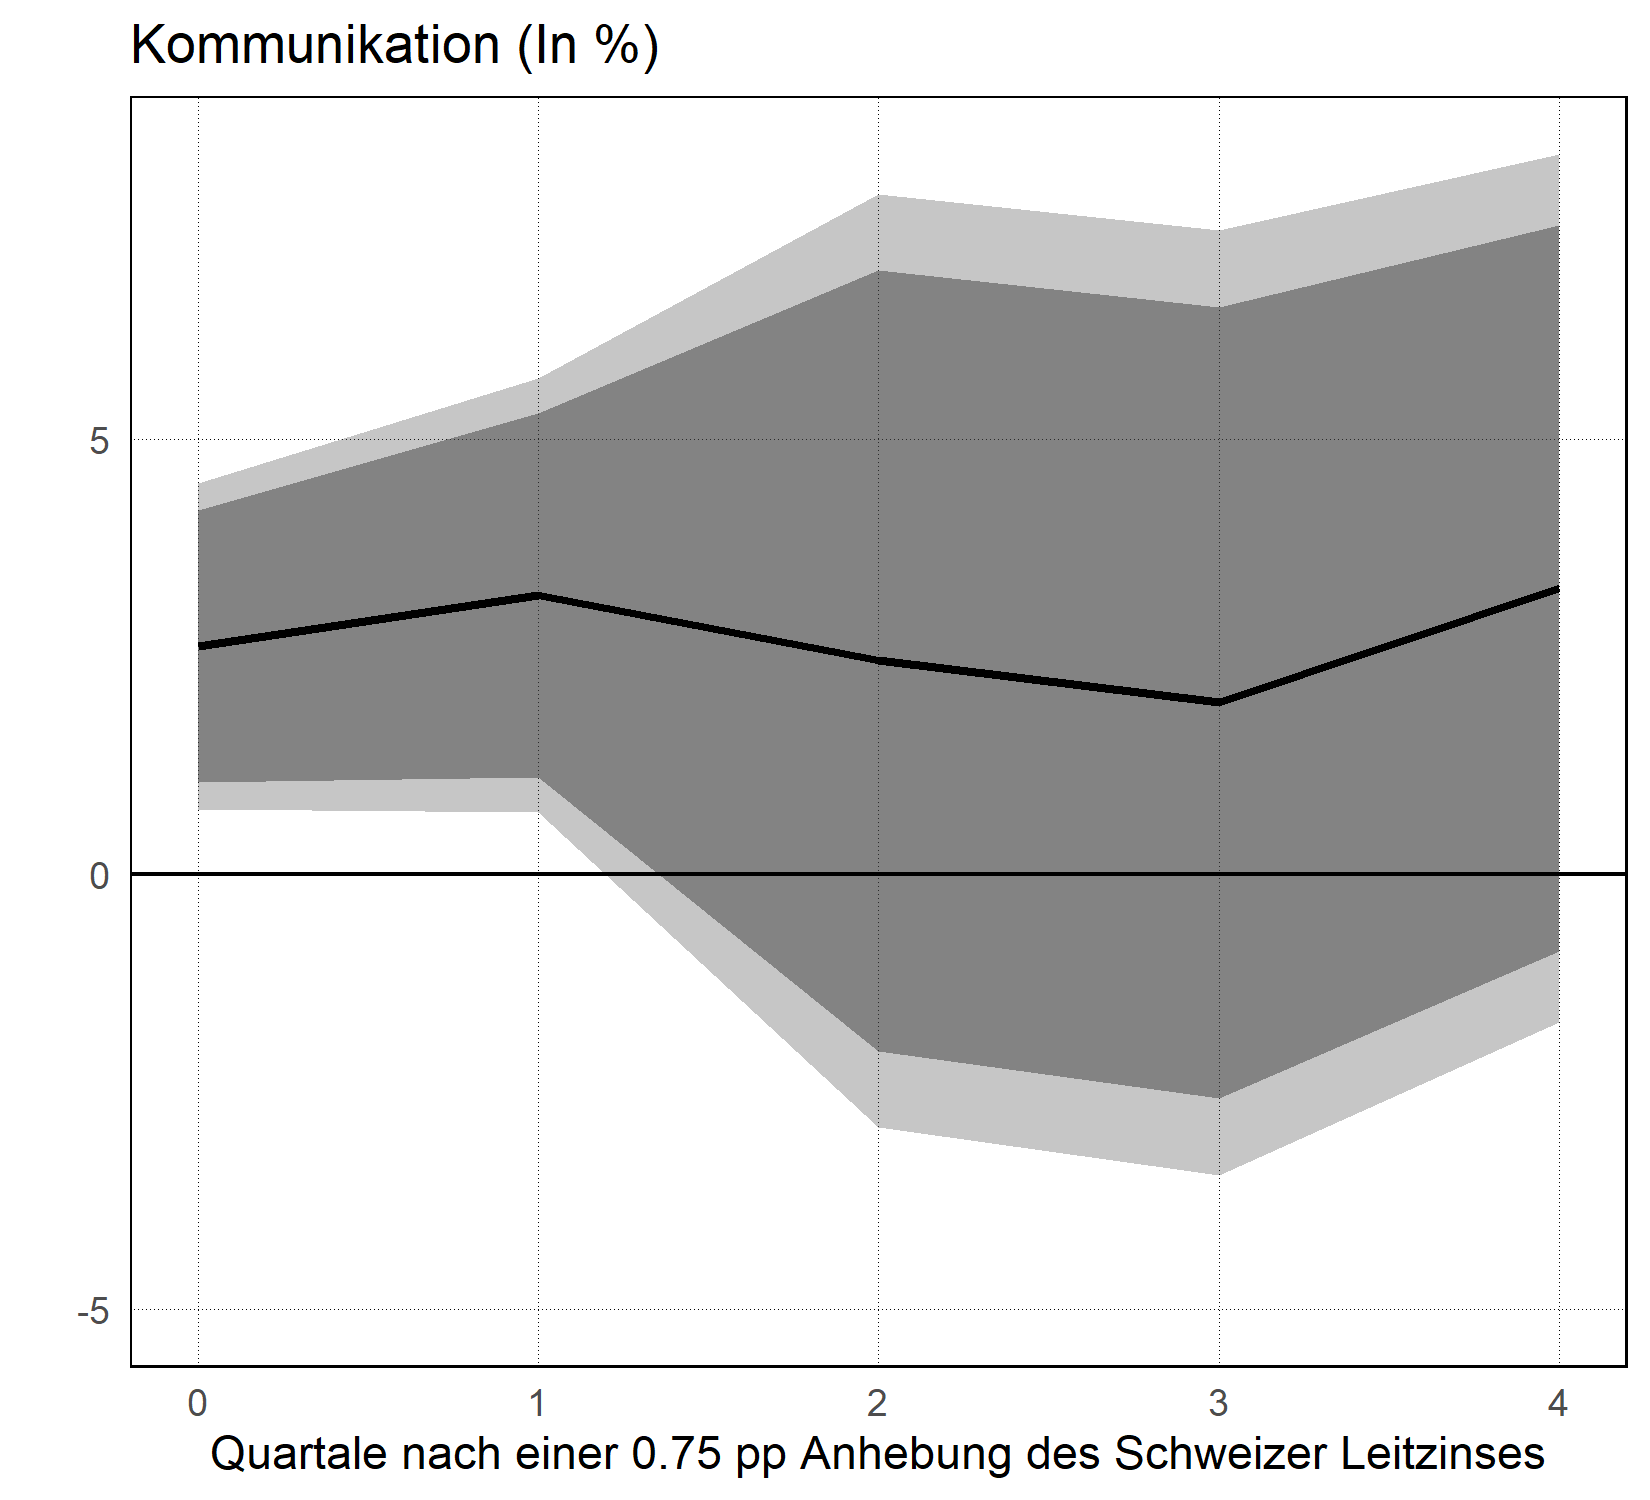 Kommunikation (In %)
5
0
-5
0 1 2 3 4
Quartale nach einer 0.75 pp Anhebung des Schweizer Leitzinses